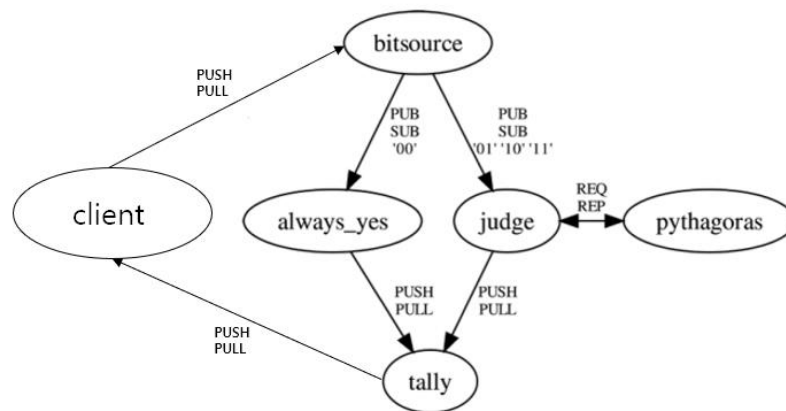 bitsource
PUSH
PULL
PUB
SUB
'00'
PUB
SUB
'01' '10' '11'
client
always_yes
judge
REQ
REP
pythagoras
PUSH
PULL
PUSH
PULL
PUSH
PULL
tally